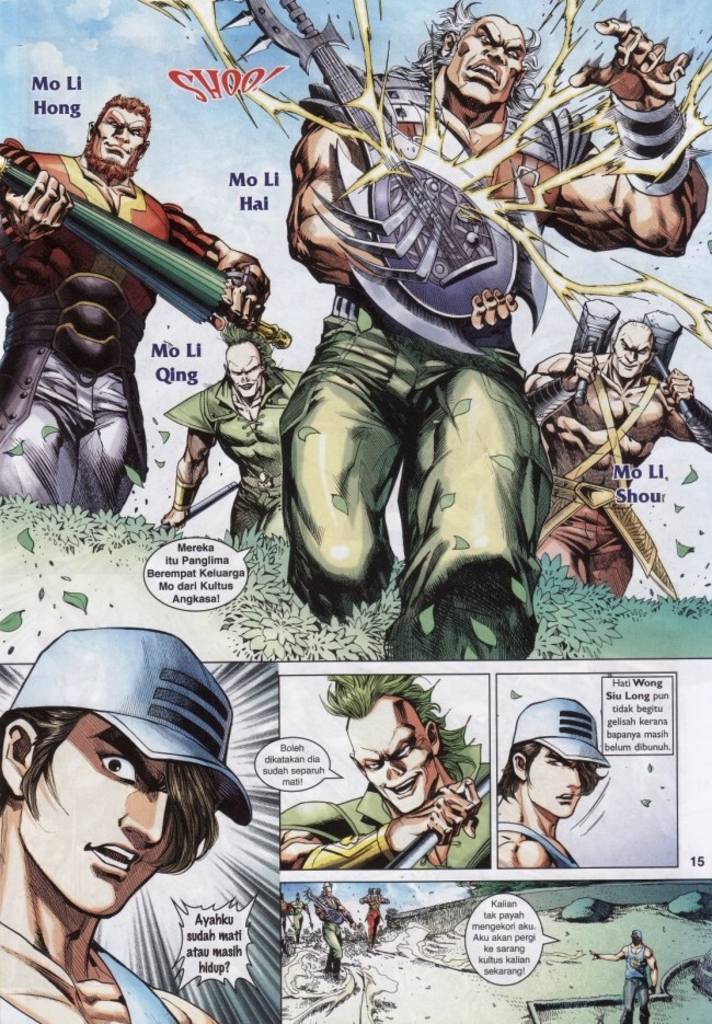 SHOO!
Mo Li
Hong
Mo Li
Hai
Mo Li
Qing
Mo Li
Shou
Mereka
itu Panglima
Berempat Keluarga
Mo dari Kultus
Angkasa!
Ayahku
sudah mati
atau masih
hidup?
Boleh
dikatakan dia
sudah separuh
mati!
Hati Wong
Siu Long pun
tidak begitu
gelisah kerana
bapanya masih
belum dibunuh.
15
Kalian
tak payah
mengekori aku.
Aku akan pergi
ke sarang
kultus kalian
sekarang!